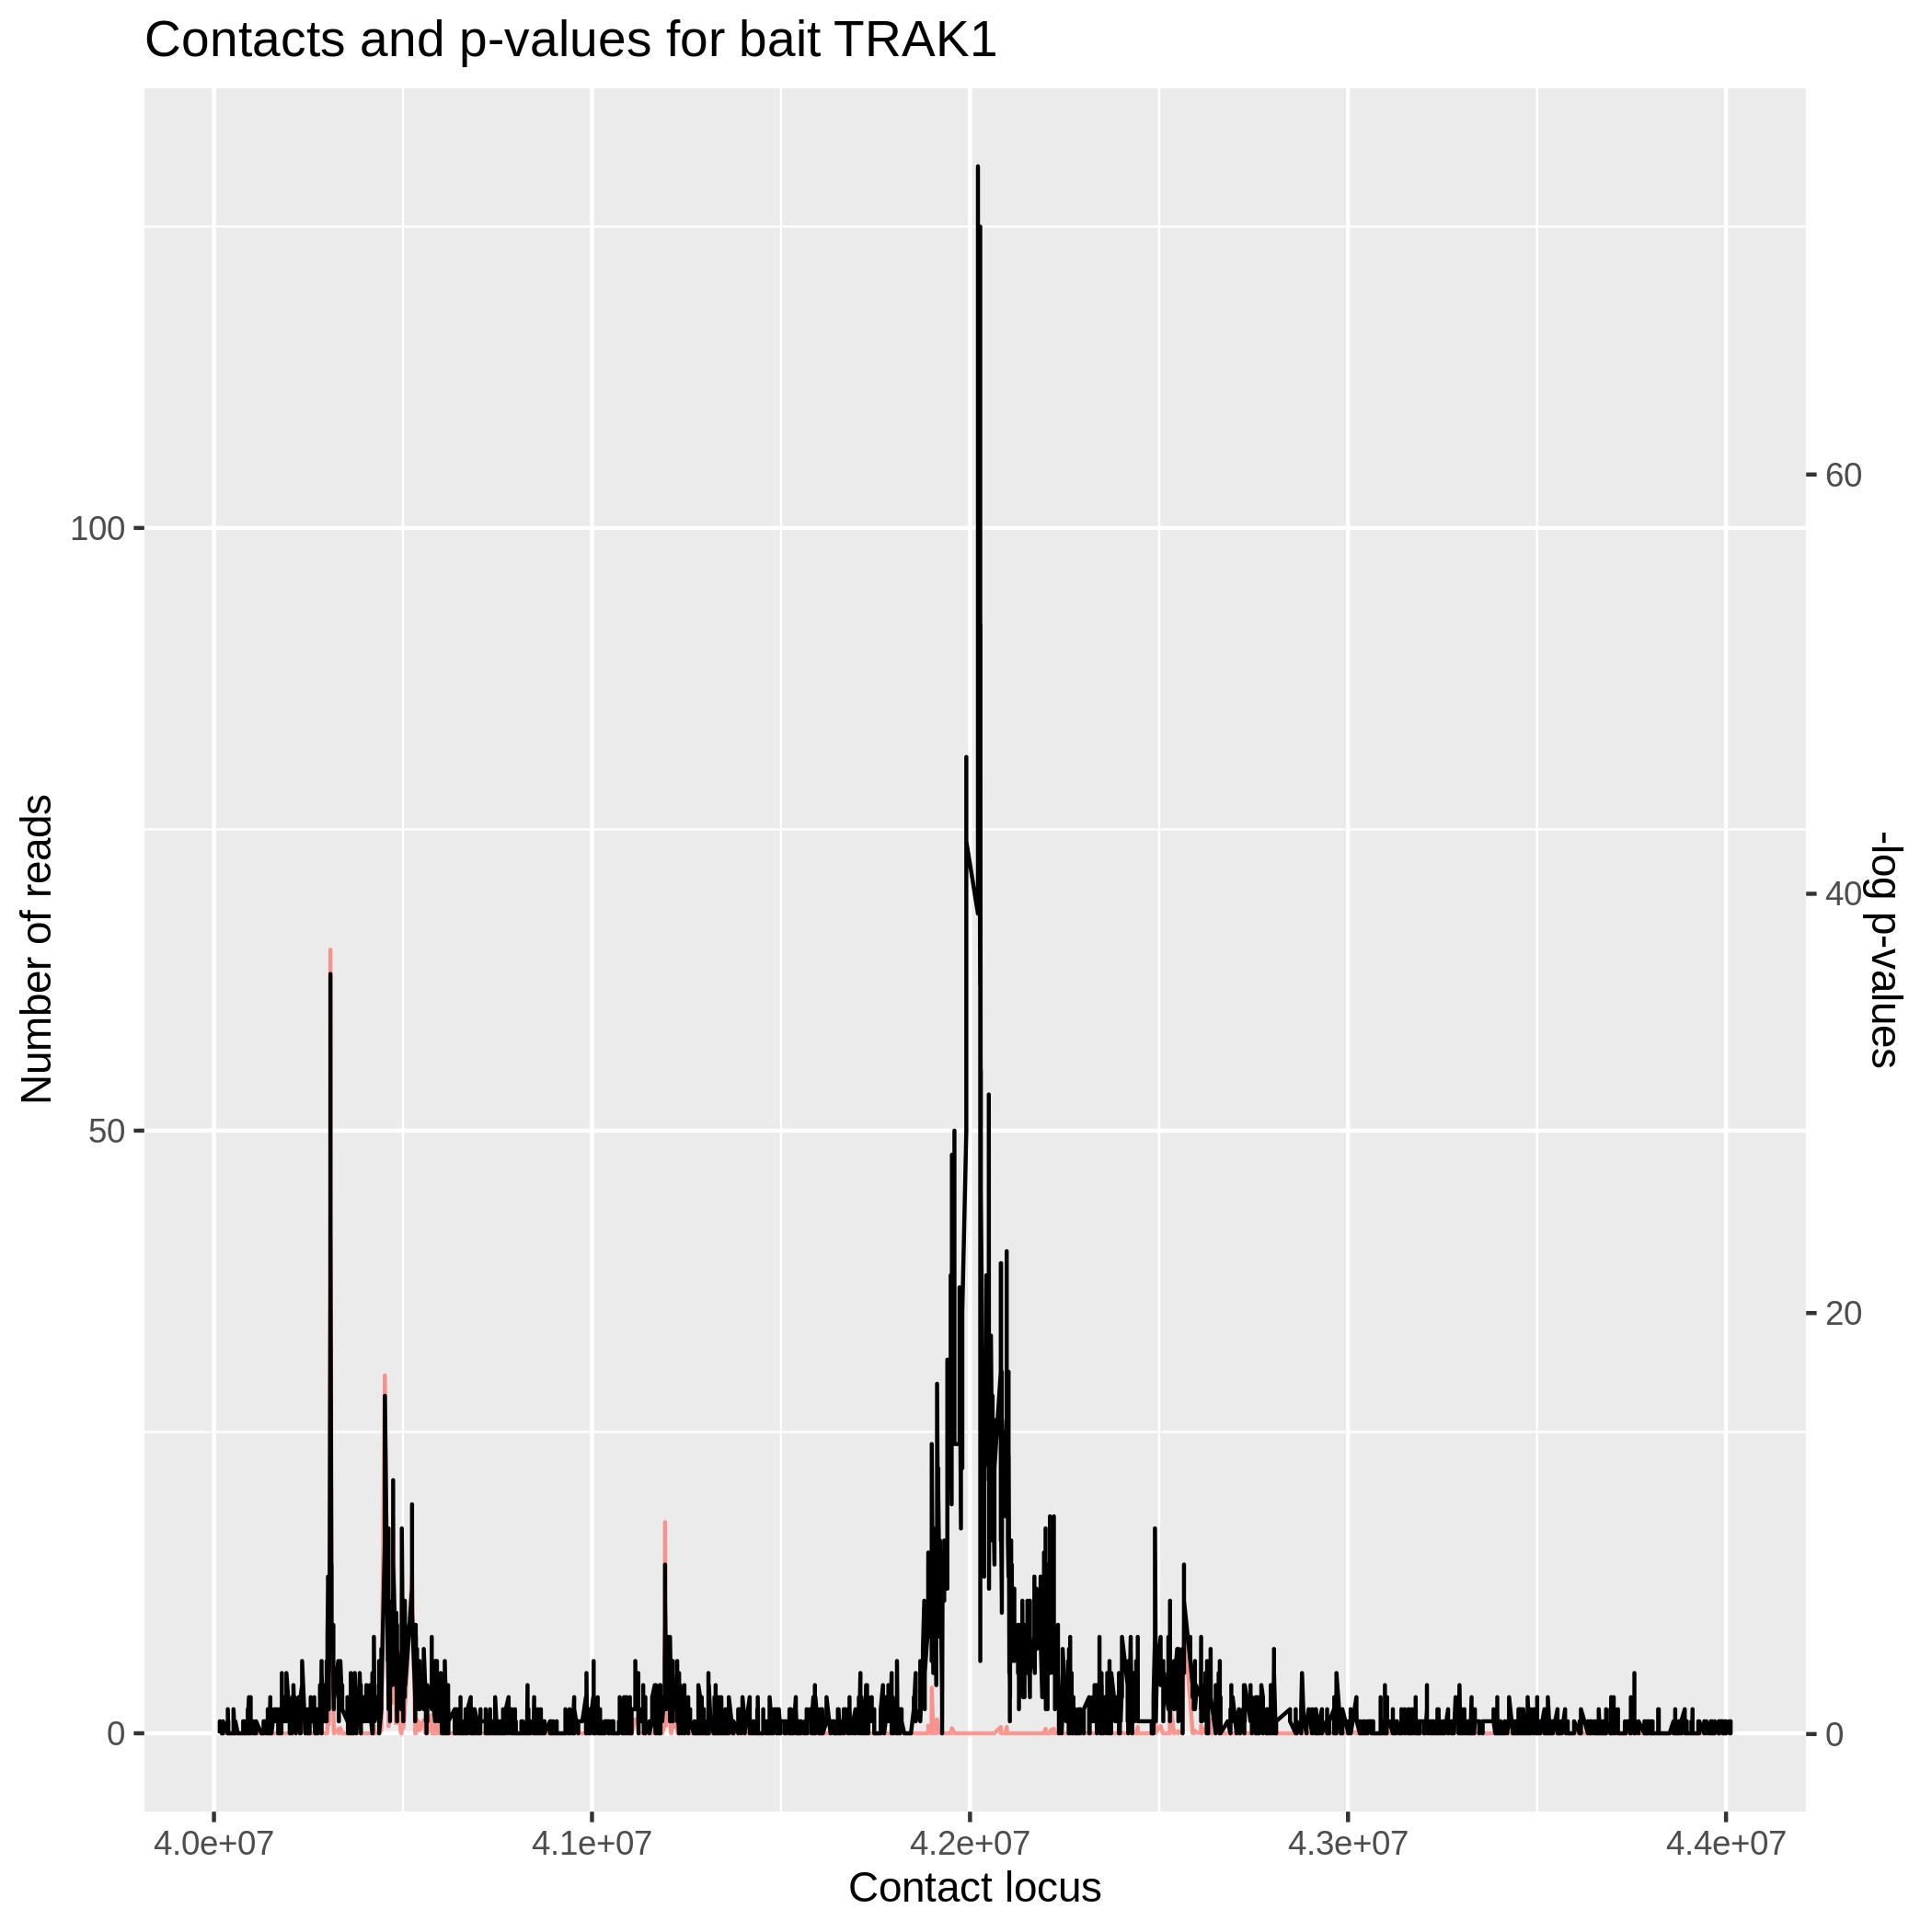 Contacts and p-values for bait TRAK1
Number of reads
100
50
0
60
40
20
0
-log p-values
4.0e+07
4.1e+07
4.2e+07
4.3e+07
4.4e+07
Contact locus